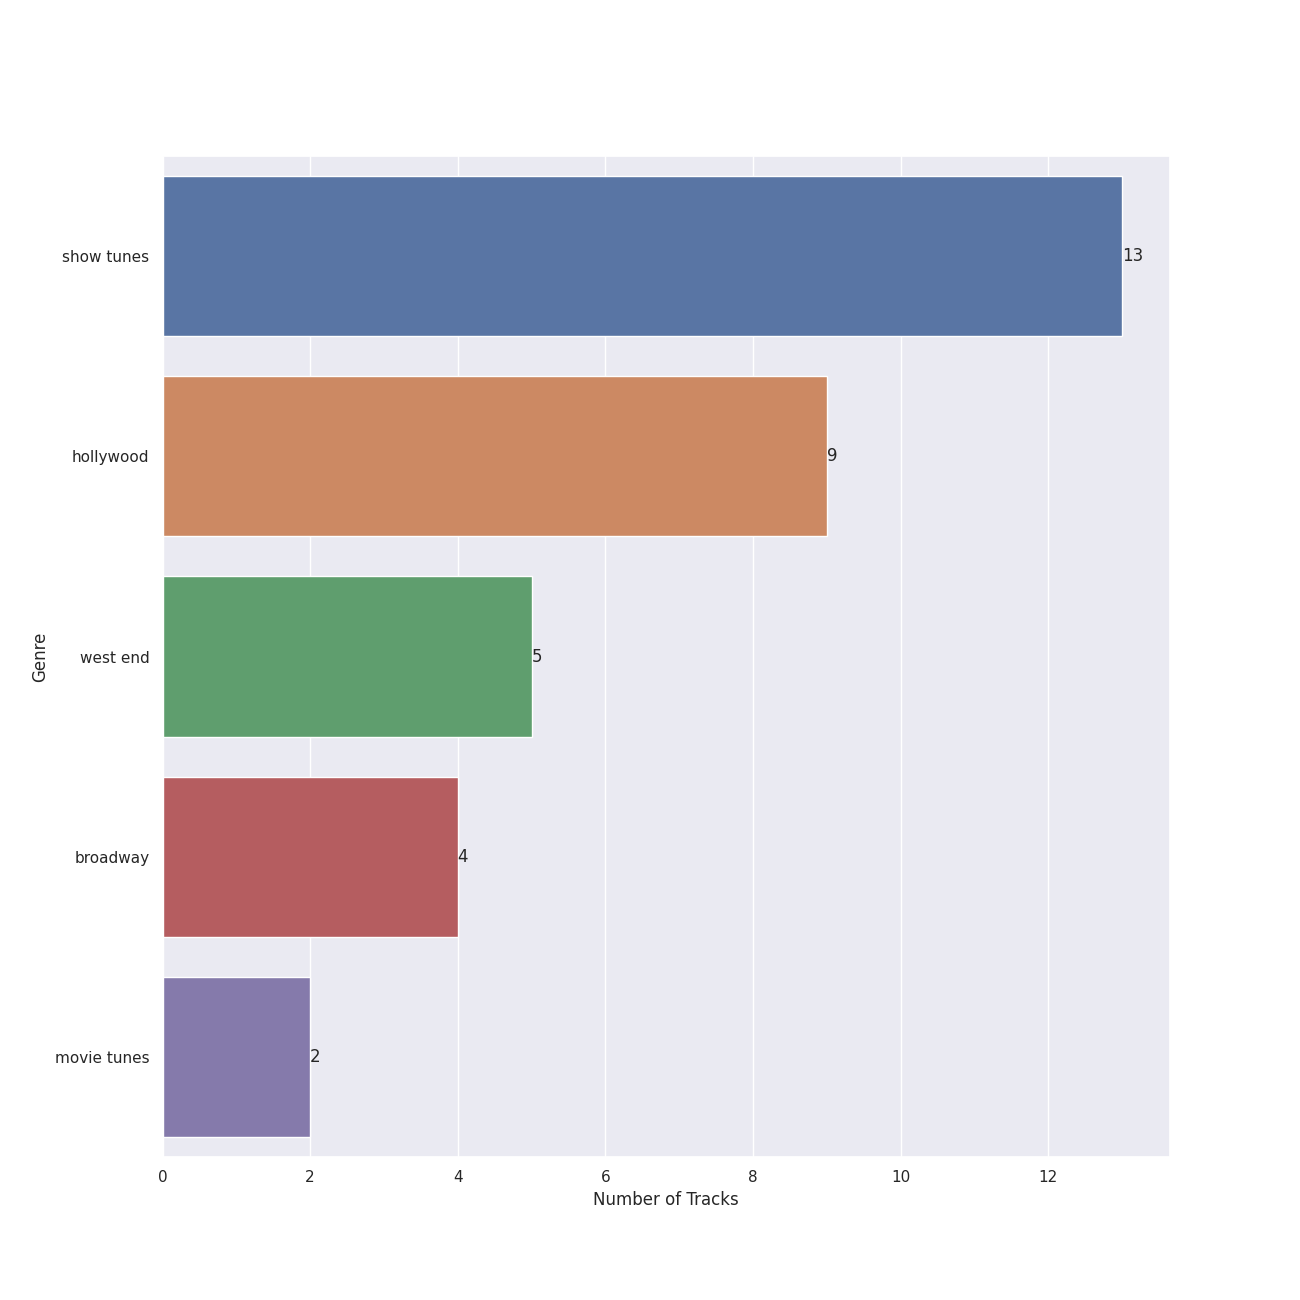 show tunes
13
hollywood
9
west end
5
broadway
4
movie tunes
2
Genre
0 2 4 6 8 10 12
Number of Tracks